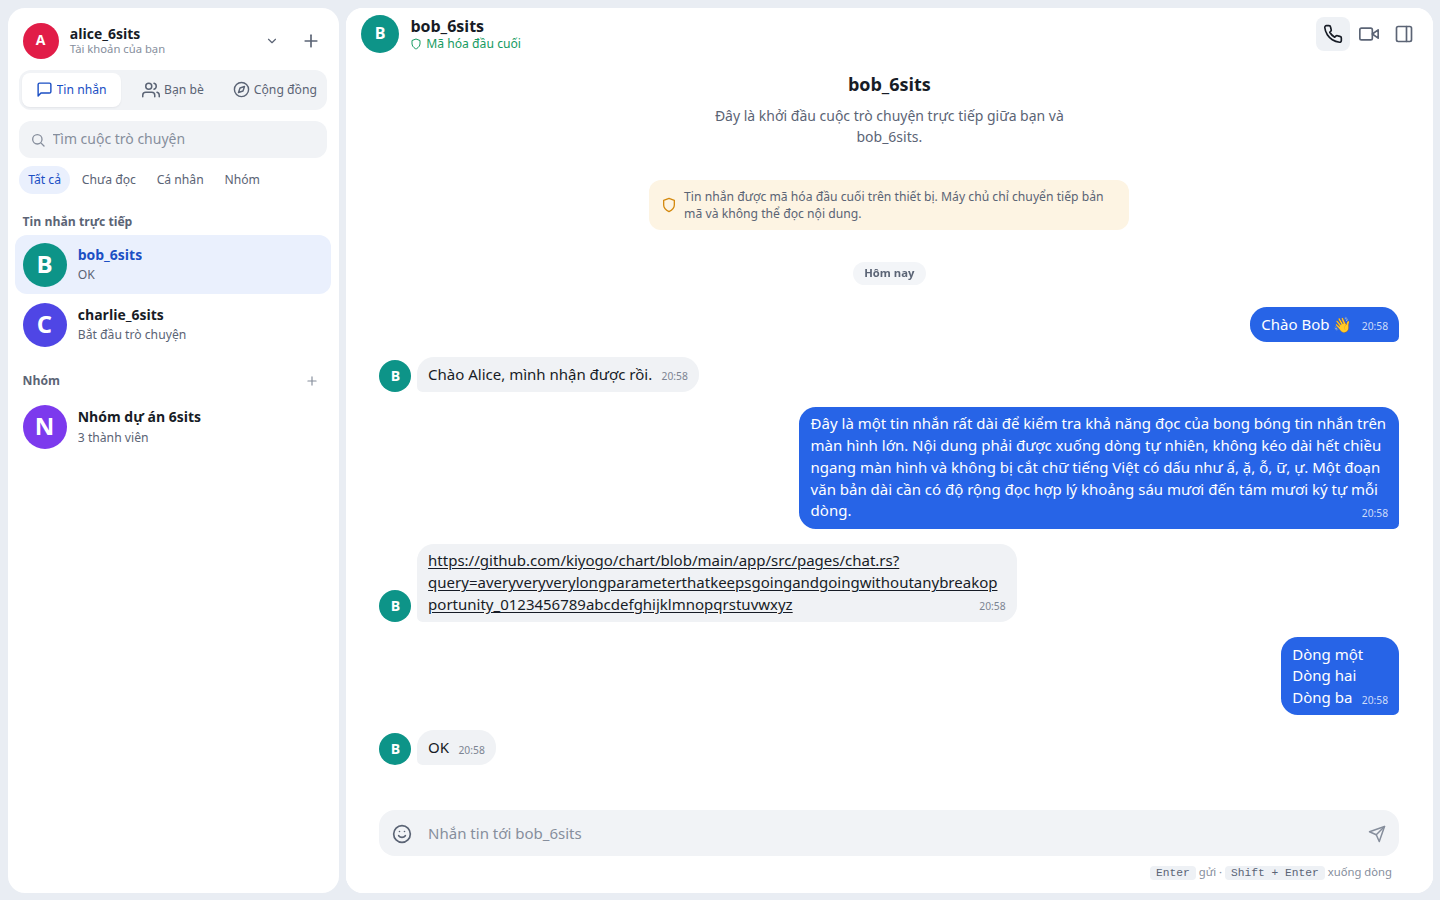 A
alice_6sits
Tài khoản của bạn
Tin nhắn
Bạn bè
Cộng đồng
Tìm cuộc trò chuyện
Tất cả
Chưa đọc
Cá nhân
Nhóm
Tin nhắn trực tiếp
B
bob_6sits
OK
C
charlie_6sits
Bắt đầu trò chuyện
Nhóm
N
Nhóm dự án 6sits
3 thành viên
B
bob_6sits
Mã hóa đầu cuối
bob_6sits
Đây là khởi đầu cuộc trò chuyện trực tiếp giữa bạn và
bob_6sits.
Tin nhắn được mã hóa đầu cuối trên thiết bị. Máy chủ chỉ chuyển tiếp bản
mã và không thể đọc nội dung.
Hôm nay
Chào Bob 👋 20:58
B
Chào Alice, mình nhận được rồi. 20:58
Đây là một tin nhắn rất dài để kiểm tra khả năng đọc của bong bóng tin nhắn trên
màn hình lớn. Nội dung phải được xuống dòng tự nhiên, không kéo dài hết chiều
ngang màn hình và không bị cắt chữ tiếng Việt có dấu như ẩ, ặ, ỗ, ữ, ự. Một đoạn
văn bản dài cần có độ rộng đọc hợp lý khoảng sáu mươi đến tám mươi ký tự mỗi
dòng. 20:58
https://github.com/kiyogo/chart/blob/main/app/src/pages/chat.rs?
query=averyveryverylongparameterthatkeepsgoingandgoingwithoutanybreakop
portunity_0123456789abcdefghijklmnopqrstuvwxyz 20:58
B
Dòng một
Dòng hai
Dòng ba 20:58
B
OK 20:58
Nhắn tin tới bob_6sits
Enter gửi · Shift + Enter xuống dòng